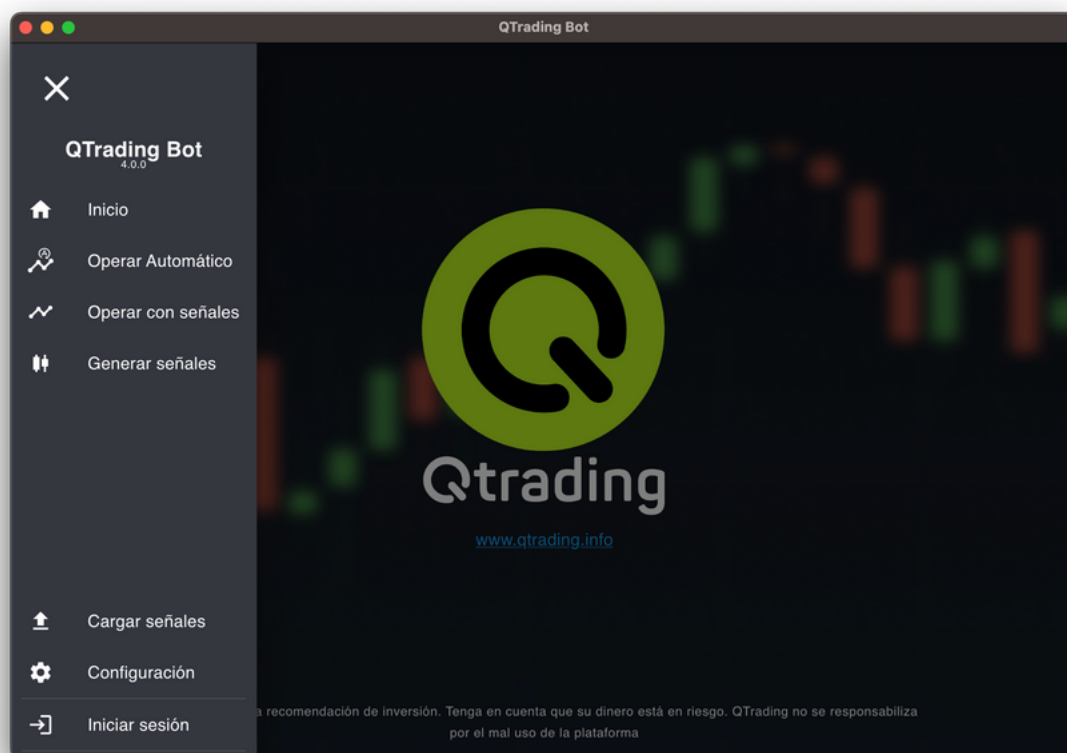 QTrading Bot
QTrading Bot
4.0.0
Inicio
Operar Automático
Operar con señales
Generar señales
Cargar señales
Configuración
Iniciar sesión
Qtrading
www.qtrading.info
a recomendación de inversión. Tenga en cuenta que su dinero está en riesgo. QTrading no se responsabiliza
por el mal uso de la plataforma